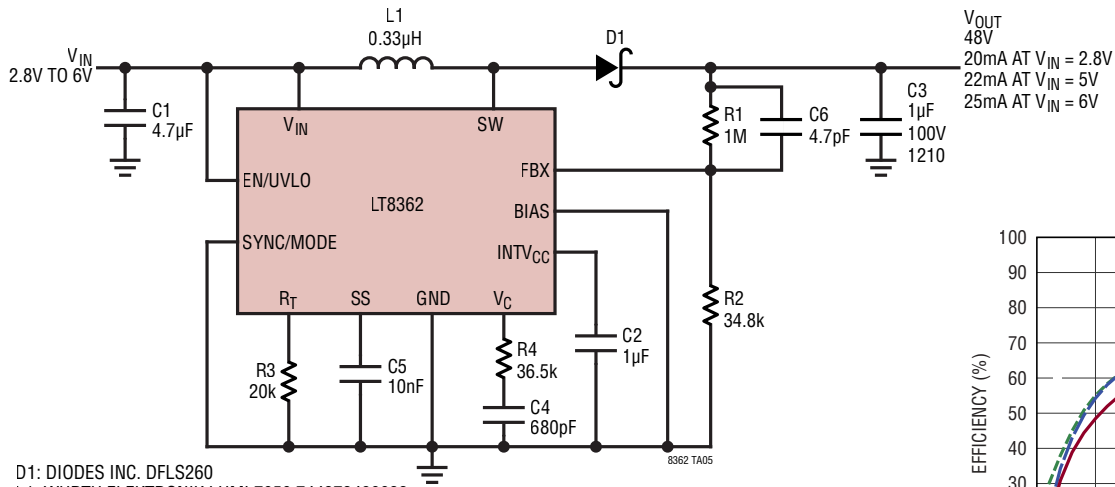 L1
0.33µH
D1
VIN
2.8V TO 6V
VOUT
48V
20mA AT VIN = 2.8V
22mA AT VIN = 5V
25mA AT VIN = 6V
C1
4.7µF
VIN
SW
R1
1M
C6
4.7pF
C3
1µF
100V
1210
EN/UVLO
FBX
LT8362
BIAS
SYNC/MODE
INTVCC
RT
SS
GND
VC
R2
34.8k
C2
1µF
R3
20k
C5
10nF
R4
36.5k
C4
680pF
8362 TA05
D1: DIODES INC. DFLS260
100
90
80
70
60
50
40
30
EFFICIENCY (%)